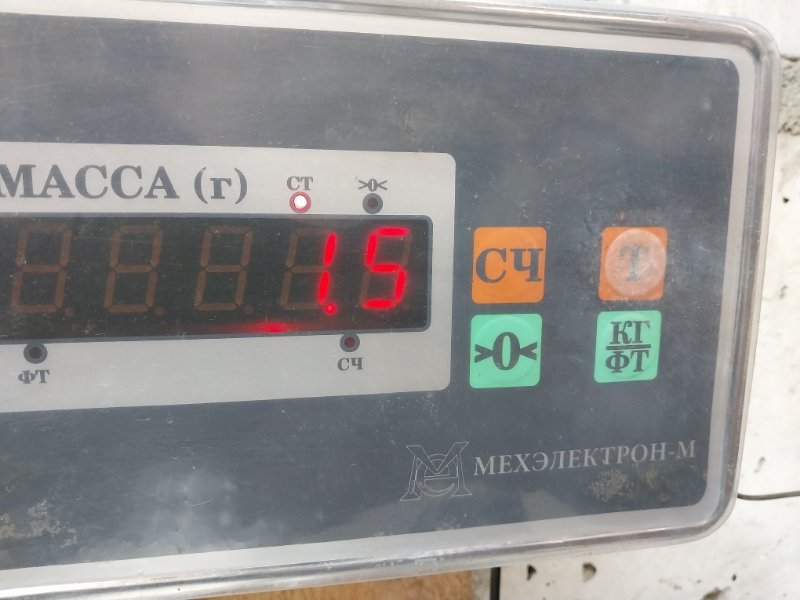 МАССА (г)
СТ
>0<
1.5
ФТ
СЧ
СЧ
Т
>0<
КГ
ФТ
МЕХЭЛЕКТРОН-М